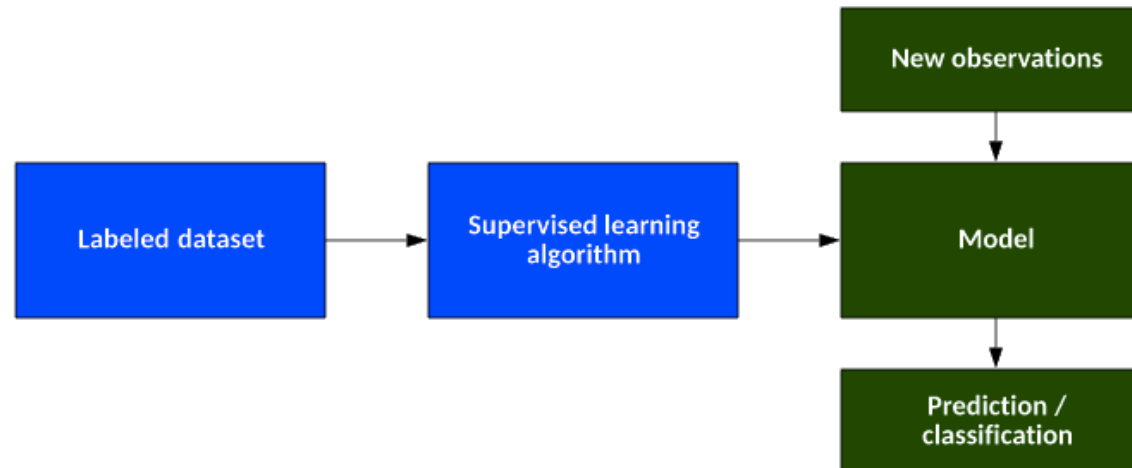 New observations
Labeled dataset
Supervised learning
algorithm
Model
Prediction /
classification